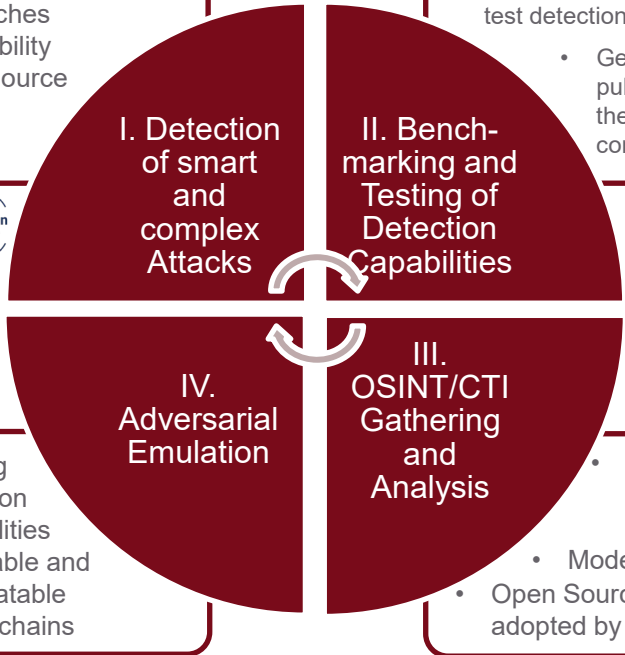 ches
bility
ource
test detection
• Ge
pul
the
con
I. Detection
of smart
and
complex
Attacks
II. Bench-
marking and
Testing of
Detection
Capabilities
n
IV.
Adversarial
Emulation
III.
OSINT/CTI
Gathering
and
Analysis
g
on
lities
able and
atable
chains
•
• Mode
• Open Sourc
adopted by